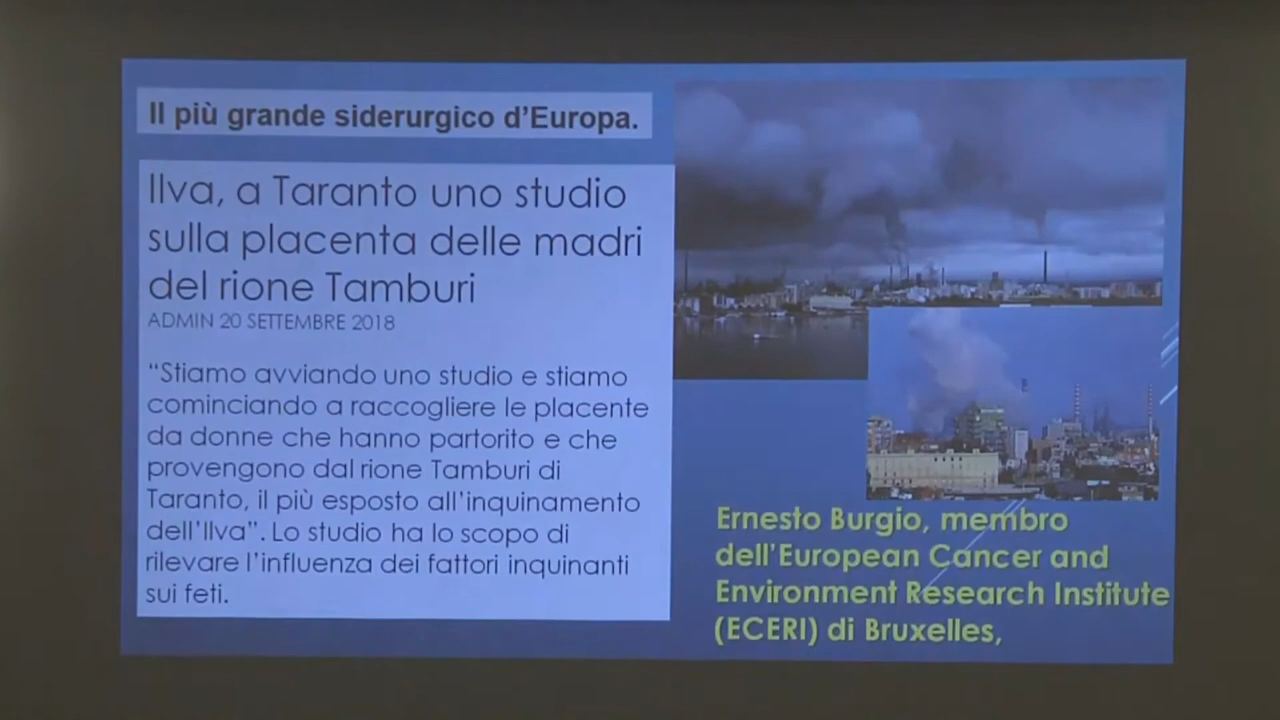 Il più grande siderurgico d'Europa.
Ilva, a Taranto uno studio
sulla placenta delle madri
del rione Tamburi
ADMIN 20 SETTEMBRE 2018
“Stiamo avviando uno studio e stiamo
cominciando a raccogliere le placente
da donne che hanno partorito e che
provengono dal rione Tamburi di
Taranto, il più esposto all'inquinamento
dell'Ilva”. Lo studio ha lo scopo di
rilevare l'influenza dei fattori inquinanti
sui feti.
Ernesto Burgio, membro
dell'European Cancer and
Environment Research Institute
(ECERI) di Bruxelles,